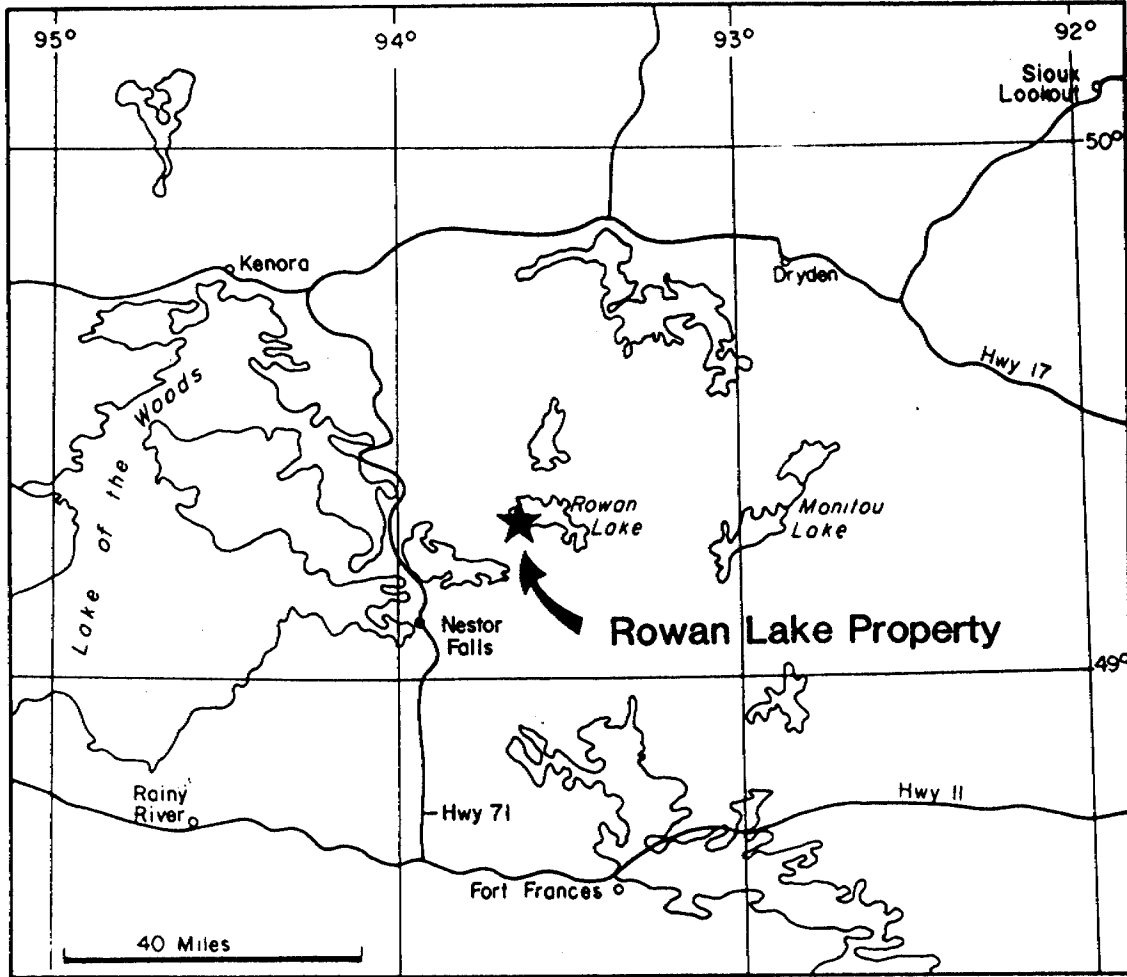 95°
94°
93°
92°
Sioux
Lookout
50°
Kenora
Dryden
Hwy 17
Lake of the Woods
Rowan
Lake
Manitou
Lake
Nestor
Falls
Rowan Lake Property
49°
Rainy
River
Hwy 71
Hwy 11
Fort Frances
40 Miles